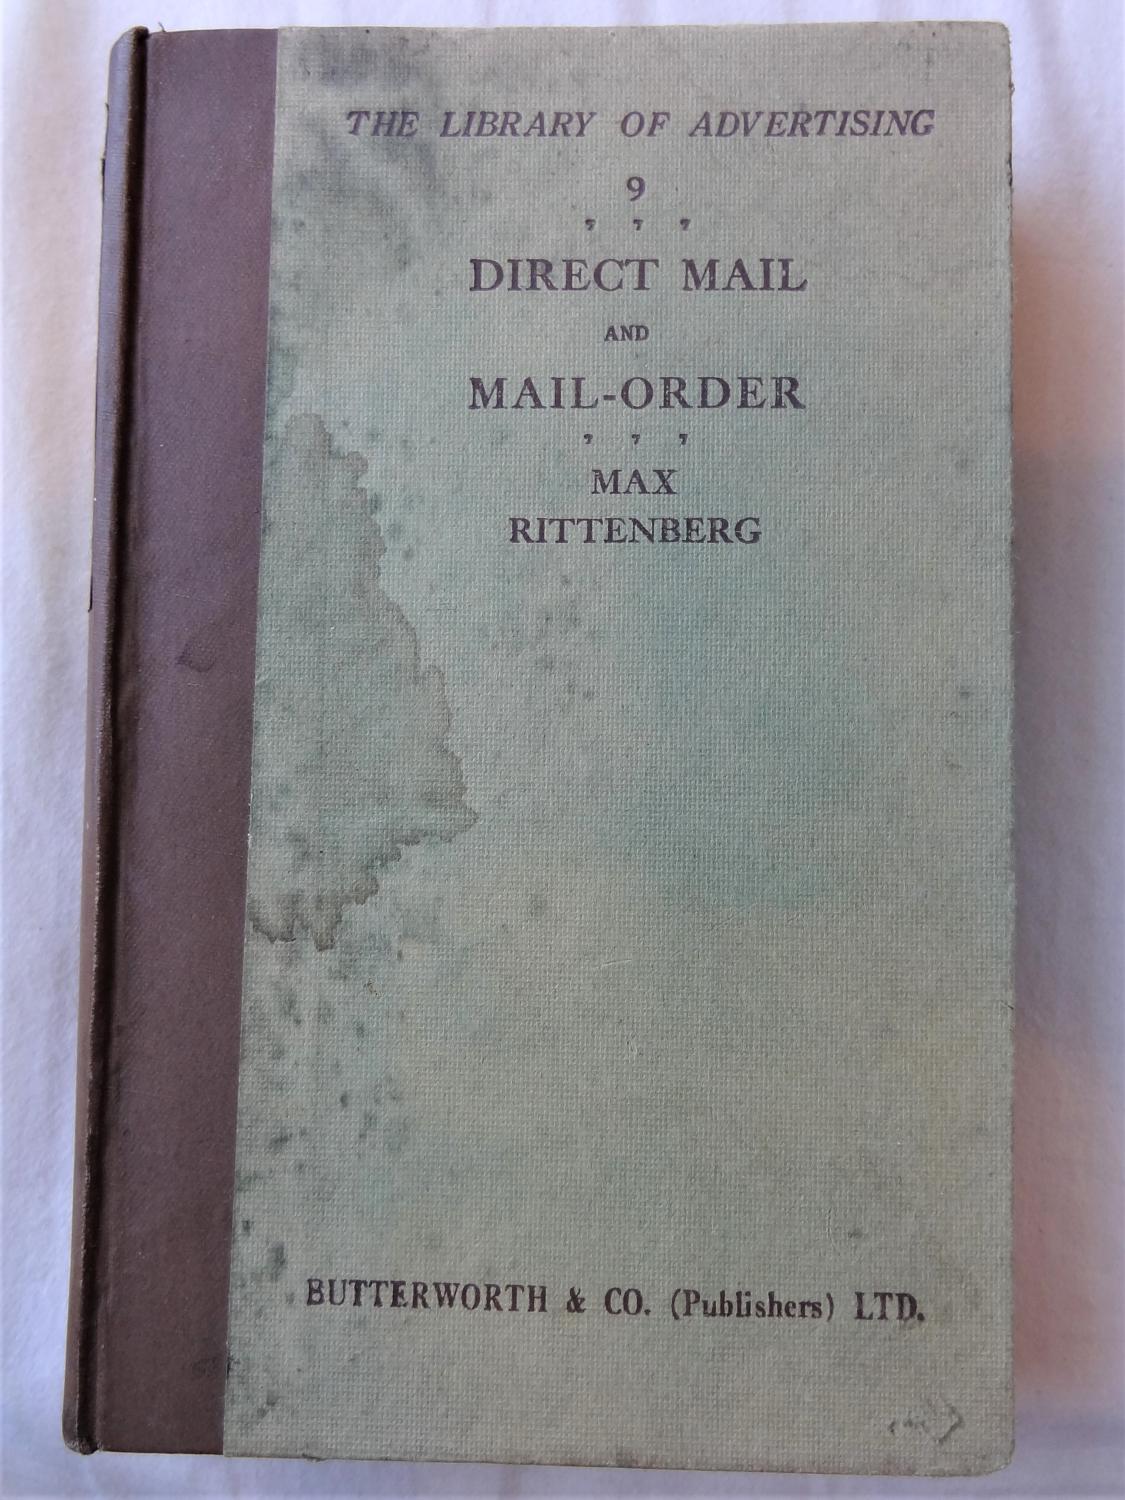 THE LIBRARY OF ADVERTISING
9
, , ,
DIRECT MAIL
AND
MAIL-ORDER
, , ,
MAX
RITTENBERG
BUTTERWORTH & CO. (Publishers) LTD.